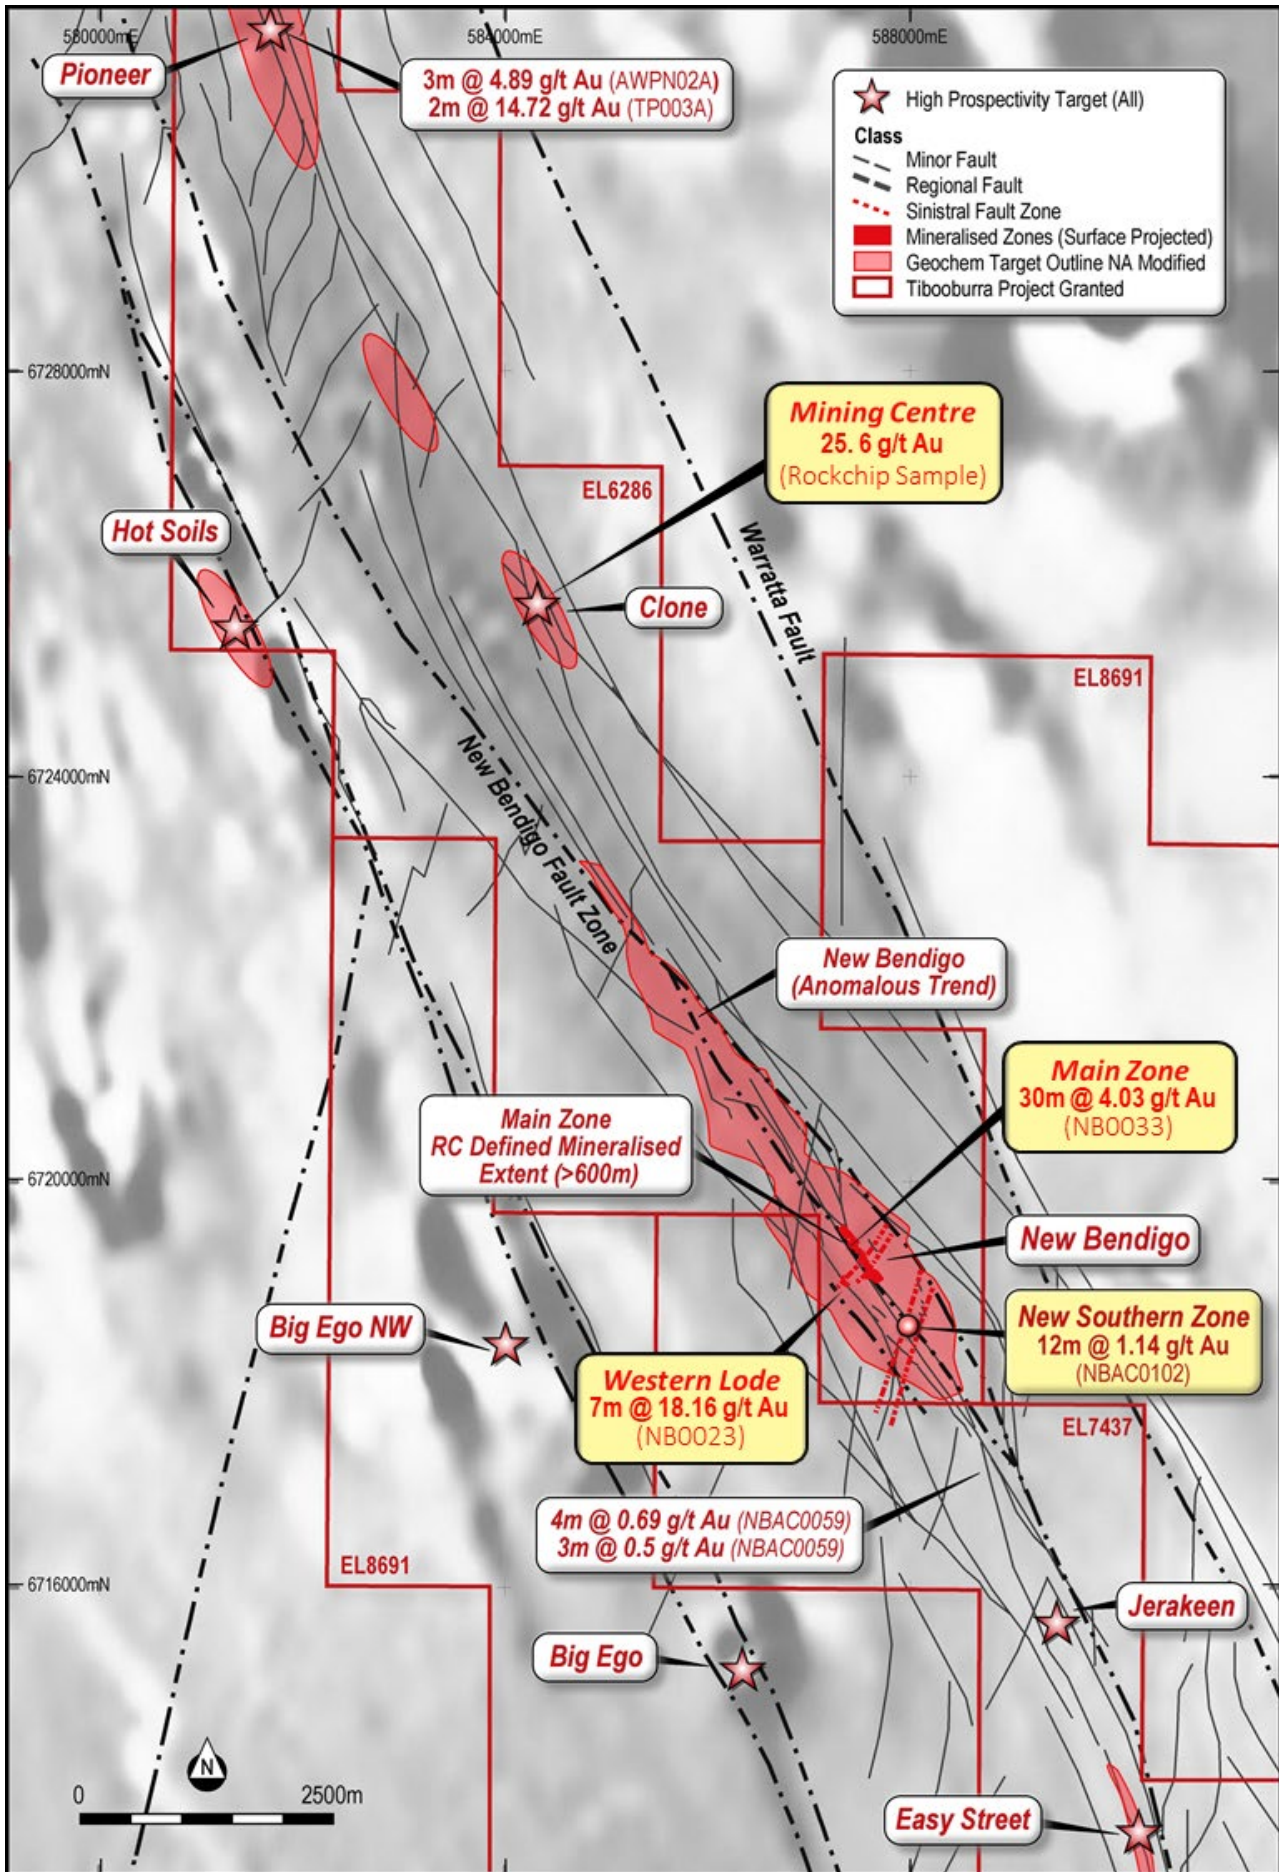 580000mE
584000mE
588000mE
Pioneer
3m @ 4.89 g/t Au (AWPN02A)
2m @ 14.72 g/t Au (TP003A)
High Prospectivity Target (All)
Class
Minor Fault
Regional Fault
Sinistral Fault Zone
Mineralised Zones (Surface Projected)
Geochem Target Outline NA Modified
Tibooburra Project Granted
6728000mN
Mining Centre
25. 6 g/t Au
(Rockchip Sample)
EL6286
Hot Soils
Warratta Fault
Clone
EL8691
New Bendigo Fault Zone
6724000mN
New Bendigo
(Anomalous Trend)
Main Zone
30m @ 4.03 g/t Au
(NB0033)
Main Zone
RC Defined Mineralised
Extent (>600m)
6720000mN
New Bendigo
Big Ego NW
New Southern Zone
12m @ 1.14 g/t Au
(NBAC0102)
Western Lode
7m @ 18.16 g/t Au
(NB0023)
EL7437
4m @ 0.69 g/t Au (NBAC0059)
3m @ 0.5 g/t Au (NBAC0059)
EL8691
6716000mN
Jerakeen
Big Ego
N
0 2500m
Easy Street